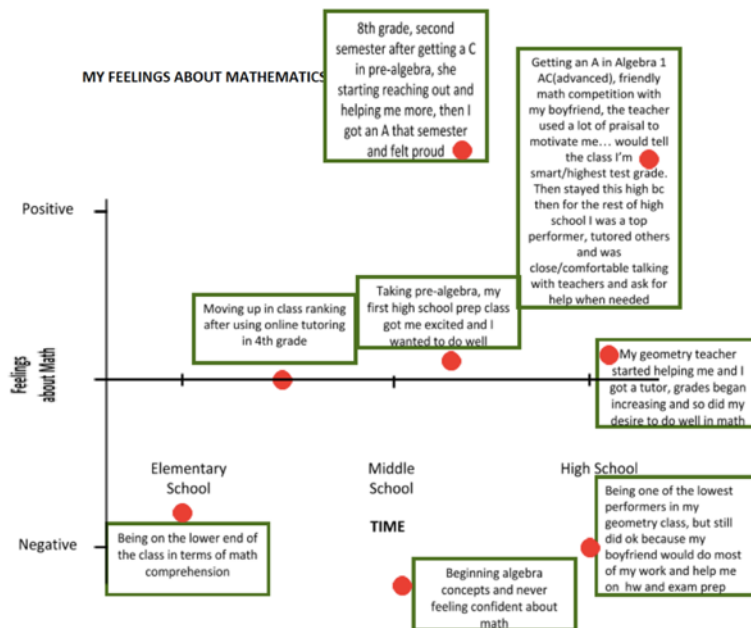 MY FEELINGS ABOUT MATHEMATICS
8th grade, second
semester after getting a C
in pre-algebra, she
starting reaching out and
helping me more, then I
got an A that semester
and felt proud
Getting an A in Algebra 1
AC(advanced), friendly
math competition with
my boyfriend, the teacher
used a lot of praisal to
motivate me... would tell
the class I'm
smart/highest test grade.
Then stayed this high bc
then for the rest of high
school I was a top
performer, tutored others
and was
close/comfortable talking
with teachers and ask for
help when needed
Positive
Moving up in class ranking
after using online tutoring
in 4th grade
Taking pre-algebra, my
first high school prep class
got me excited and I
wanted to do well
Feelings
about Math
My geometry teacher
started helping me and I
got a tutor, grades began
increasing and so did my
desire to do well in math
Elementary
School
Middle
School
High School
TIME
Negative
Being on the lower end of
the class in terms of math
comprehension
Beginning algebra
concepts and never
feeling confident about
math
Being one of the lowest
performers in my
geometry class, but still
did ok because my
boyfriend would do most
of my work and help me
on hw and exam prep